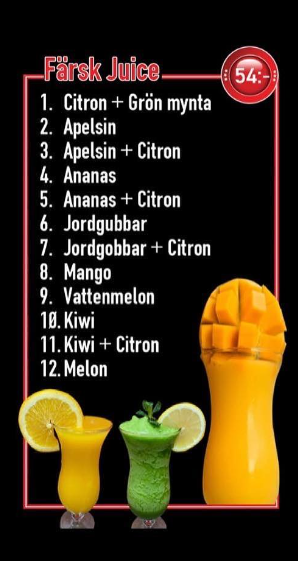 Färsk Juice
54:-
1. Citron + Grön mynta
2. Apelsin
3. Apelsin + Citron
4. Ananas
5. Ananas + Citron
6. Jordgubbar
7. Jordgobbar + Citron
8. Mango
9. Vattenmelon
10. Kiwi
11. Kiwi + Citron
12. Melon